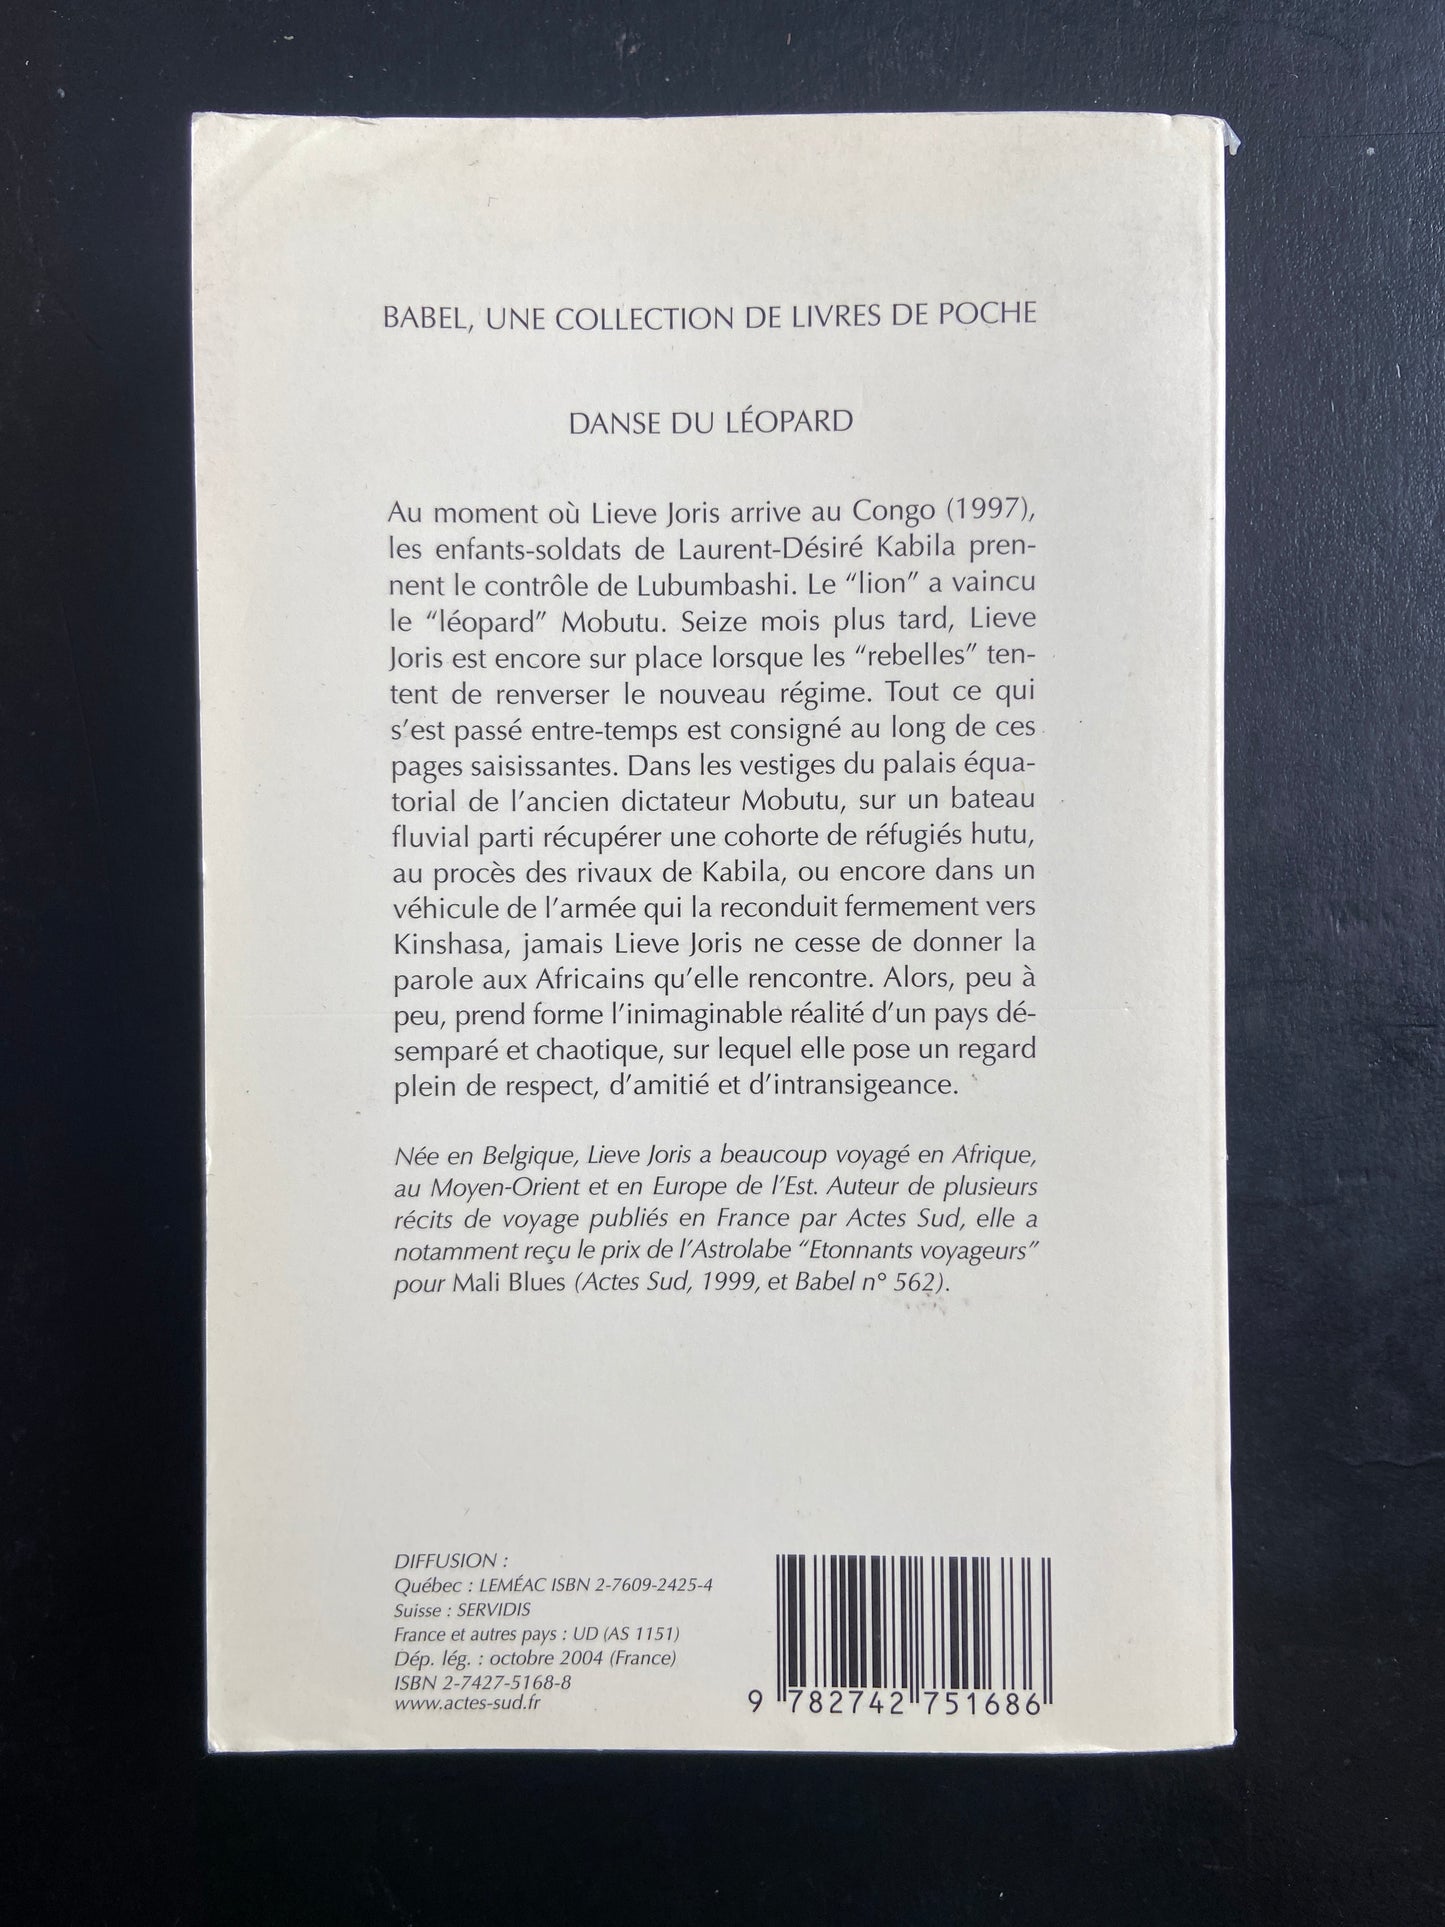 BABEL, UNE COLLECTION DE LIVRES DE POCHE
DANSE DU LÉOPARD
Au moment où Lieve Joris arrive au Congo (1997),
les enfants-soldats de Laurent-Désiré Kabila pren-
nent le contrôle de Lubumbashi. Le “lion” a vaincu
le “léopard” Mobutu. Seize mois plus tard, Lieve
Joris est encore sur place lorsque les “rebelles” ten-
tent de renverser le nouveau régime. Tout ce qui
s’est passé entre-temps est consigné au long de ces
pages saisissantes. Dans les vestiges du palais équa-
torial de l’ancien dictateur Mobutu, sur un bateau
fluvial parti récupérer une cohorte de réfugiés hutu,
au procès des rivaux de Kabila, ou encore dans un
véhicule de l’armée qui la reconduit fermement vers
Kinshasa, jamais Lieve Joris ne cesse de donner la
parole aux Africains qu’elle rencontre. Alors, peu à
peu, prend forme l’inimaginable réalité d’un pays dé-
semparé et chaotique, sur lequel elle pose un regard
plein de respect, d’amitié et d’intransigeance.
Née en Belgique, Lieve Joris a beaucoup voyagé en Afrique,
au Moyen-Orient et en Europe de l’Est. Auteur de plusieurs
récits de voyage publiés en France par Actes Sud, elle a
notamment reçu le prix de l’Astrolabe “Etonnants voyageurs”
pour Mali Blues (Actes Sud, 1999, et Babel n° 562).
DIFFUSION :
Québec : LEMÉAC ISBN 2-7609-2425-4
Suisse : SERVIDIS
France et autres pays : UD (AS 1151)
Dép. lég. : octobre 2004 (France)
ISBN 2-7427-5168-8
www.actes-sud.fr
9 782742 751686